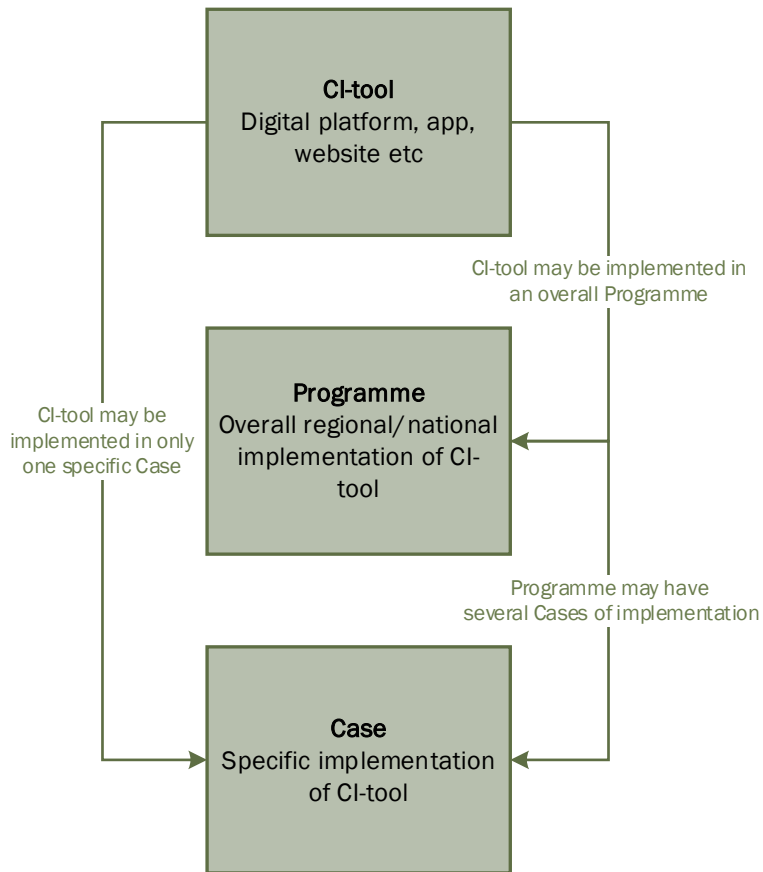 CI-tool
Digital platform, app,
website etc
CI-tool may be implemented in
an overall Programme
Programme
Overall regional/national
implementation of CI-
tool
CI-tool may be
implemented in only
one specific Case
Programme may have
several Cases of implementation
Case
Specific implementation
of CI-tool